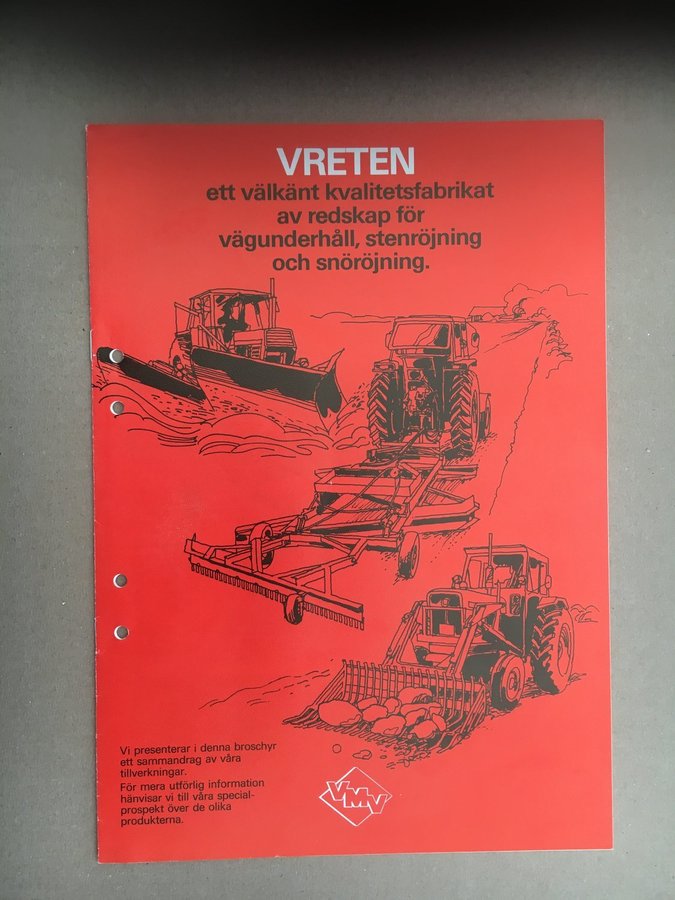 VRETEN
ett välkänt kvalitetsfabrikat
av redskap för
vägunderhåll, stenröjning
och snöröjning.
Vi presenterar i denna broschyr
ett sammandrag av våra
tillverkningar.
För mera utförlig information
hänvisar vi till våra special-
prospekt över de olika
produkterna.
VMV